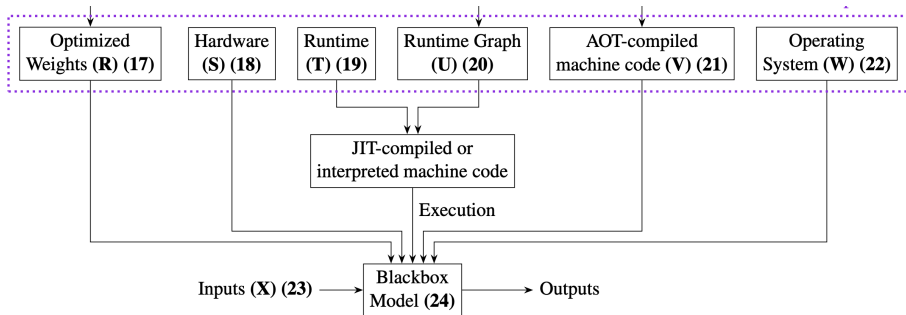 Optimized
Weights (R) (17)
Hardware
(S) (18)
Runtime
(T) (19)
Runtime Graph
(U) (20)
AOT-compiled
machine code (V) (21)
Operating
System (W) (22)
JIT-compiled or
interpreted machine code
Execution
Inputs (X) (23)
Blackbox
Model (24)
Outputs